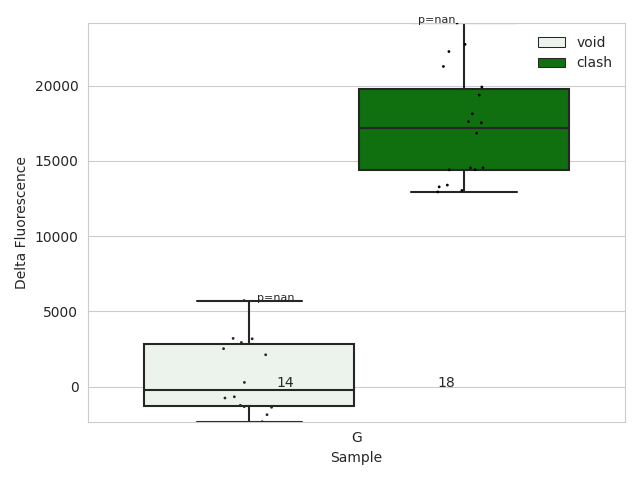 p=nan
void
clash
20000
15000
10000
5000
0
p=nan
14
18
G
Sample
Delta Fluorescence